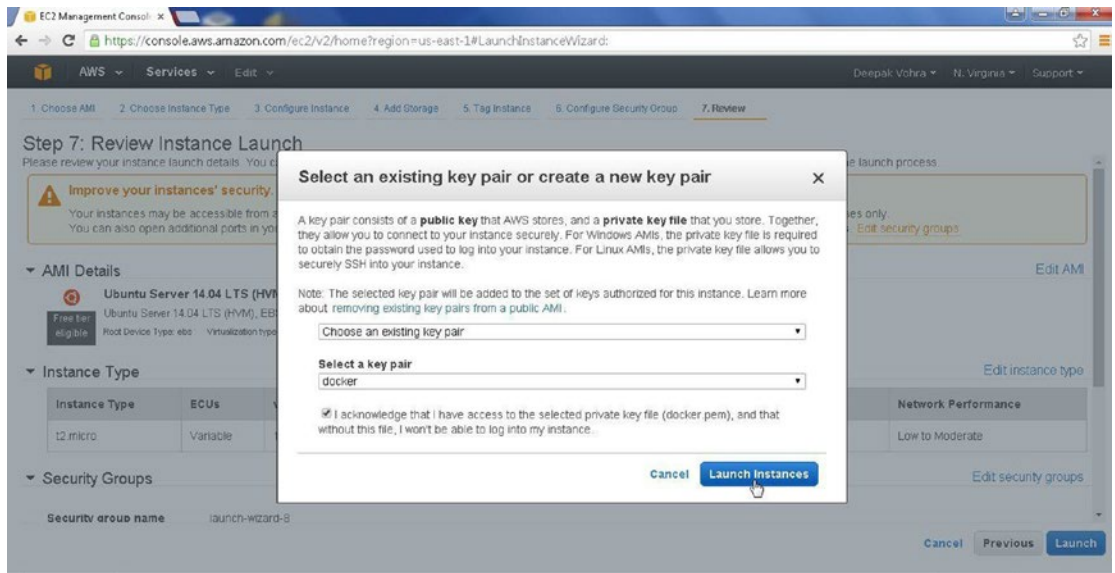 EC2 Management Consol
https://console.aws.amazon.com/ec2/v2/home?region=us-east-1#LaunchInstanceWizard:
AWS Services Edit Deepak Vohra N. Virginia Support
1. Choose AMI 2. Choose Instance Type 3. Configure Instance 4. Add Storage 5. Tag Instance 6. Configure Security Group 7. Review
Step 7: Review Instance Launch
Please review your instance launch details. You c e launch process.
Improve your instances' security.
Your instances may be accessible from a ses only.
You can also open additional ports in you Edit security groups
AMI Details Edit AMI
Ubuntu Server 14.04 LTS (HVM
Ubuntu Server 14.04 LTS (HVM), EB
Free tier
eligible
Root Device Type: ebs Virtualization type
Instance Type Edit instance type
Instance Type ECUs v Network Performance
t2.micro Variable 1 Low to Moderate
Security Groups Edit security groups
Security group name launch-wizard-8
Cancel Previous Launch
Select an existing key pair or create a new key pair
A key pair consists of a public key that AWS stores, and a private key file that you store. Together,
they allow you to connect to your instance securely. For Windows AMIs, the private key file is required
to obtain the password used to log into your instance. For Linux AMIs, the private key file allows you to
securely SSH into your instance.
Note: The selected key pair will be added to the set of keys authorized for this instance. Learn more
about removing existing key pairs from a public AMI.
Choose an existing key pair
Select a key pair
docker
I acknowledge that I have access to the selected private key file (docker.pem), and that
without this file, I won't be able to log into my instance.
Cancel Launch Instances